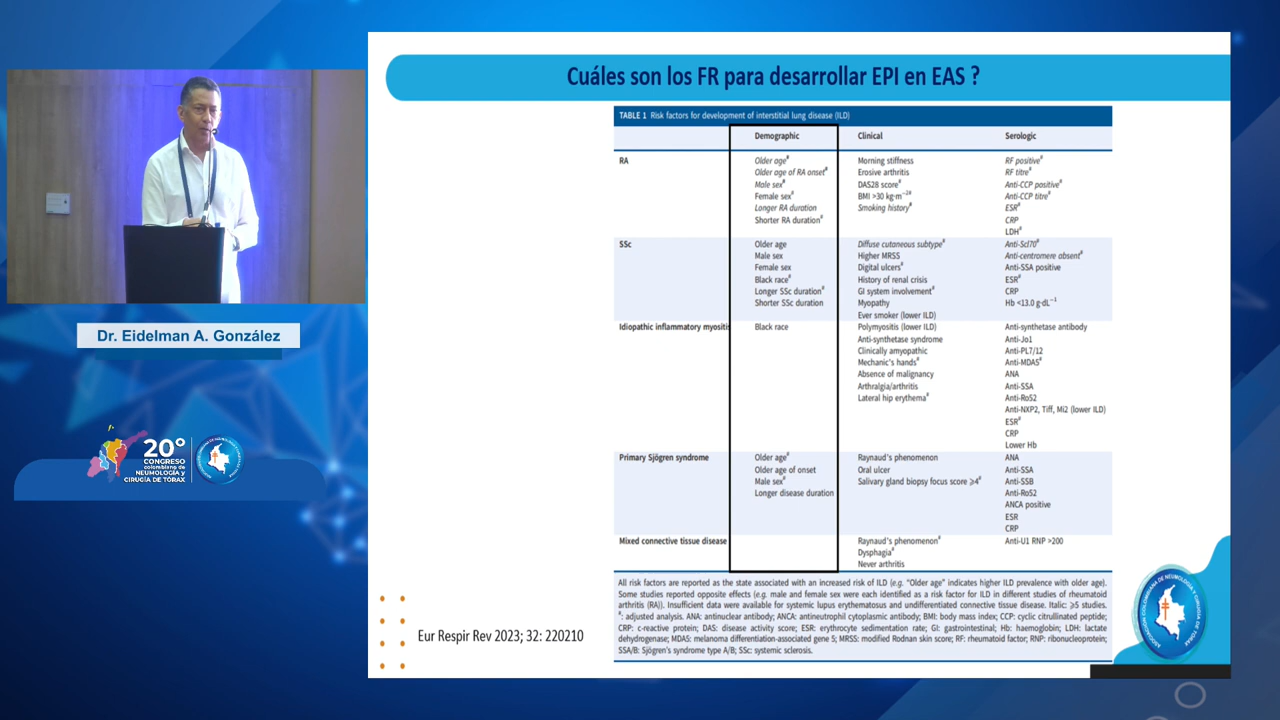 Cuáles son los FR para desarrollar EPI en EAS ?
TABLE 1 Risk factors for development of interstitial lung disease (ILD)
Demographic Clinical Serologic
RA Older age# Morning stiffness RF positive#
Older age of RA onset# Erosive arthritis RF titre#
Male sex# DAS28 score# Anti-CCP positive#
Female sex# BMI >30 kg·m−2# Anti-CCP titre#
Longer RA duration Smoking history# ESR#
Shorter RA duration# CRP
LDH#
SSc Older age Diffuse cutaneous subtype# Anti-Scl70#
Male sex Higher MRSS Anti-centromere absent#
Female sex Digital ulcers# Anti-SSA positive
Black race# History of renal crisis ESR#
Longer SSc duration# GI system involvement# CRP
Shorter SSc duration Myopathy Hb <13.0 g·dL−1
Ever smoker (lower ILD)
Idiopathic inflammatory myositis Black race Polymyositis (lower ILD) Anti-synthetase antibody
Anti-synthetase syndrome Anti-Jo1
Clinically amyopathic Anti-PL7/12
Mechanic's hands# Anti-MDA5#
Absence of malignancy ANA
Arthralgia/arthritis Anti-SSA
Lateral hip erythema# Anti-Ro52
Anti-NXP2, Tiff, Mi2 (lower ILD)
ESR#
CRP
Lower Hb
Primary Sjögren syndrome Older age# Raynaud's phenomenon ANA
Older age of onset Oral ulcer Anti-SSA
Male sex# Salivary gland biopsy focus score ⩾4# Anti-SSB
Longer disease duration Anti-Ro52
ANCA positive
ESR
CRP
Mixed connective tissue disease Raynaud's phenomenon# Anti-U1 RNP >200
Dysphagia#
Never arthritis
All risk factors are reported as the state associated with an increased risk of ILD (e.g. “Older age” indicates higher ILD prevalence with older age).
Some studies reported opposite effects (e.g. male and female sex were each identified as a risk factor for ILD in different studies of rheumatoid
arthritis (RA)). Insufficient data were available for systemic lupus erythematosus and undifferentiated connective tissue disease. Italic: ⩾5 studies.
#: adjusted analysis. ANA: antinuclear antibody; ANCA: antineutrophil cytoplasmic antibody; BMI: body mass index; CCP: cyclic citrullinated peptide;
CRP: c-reactive protein; DAS: disease activity score; ESR: erythrocyte sedimentation rate; GI: gastrointestinal; Hb: haemoglobin; LDH: lactate
dehydrogenase; MDA5: melanoma differentiation-associated gene 5; MRSS: modified Rodnan skin score; RF: rheumatoid factor; RNP: ribonucleoprotein;
SSA/B: Sjögren's syndrome type A/B; SSc: systemic sclerosis.
Eur Respir Rev 2023; 32: 220210
Dr. Eidelman A. González
20°
CONGRESO
colombiano de
NEUMOLOGÍA y
CIRUGÍA DE TÓRAX